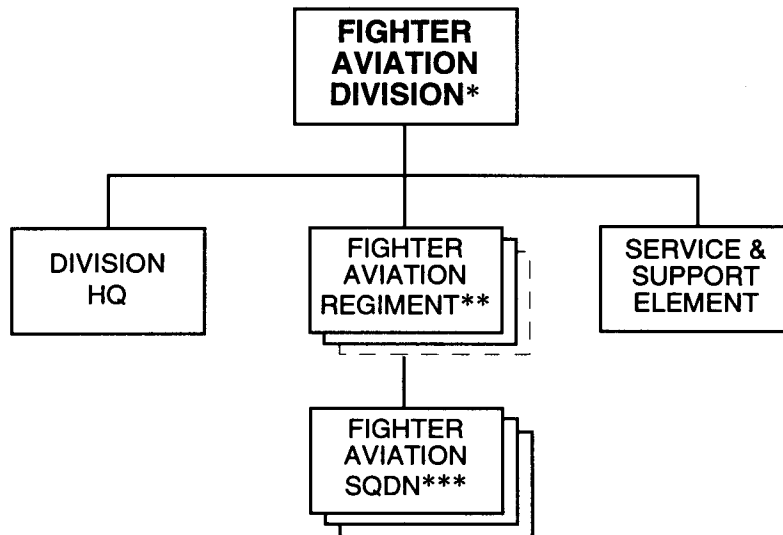 FIGHTER
AVIATION
DIVISION*
DIVISION
HQ
FIGHTER
AVIATION
REGIMENT**
SERVICE &
SUPPORT
ELEMENT
FIGHTER
AVIATION
SQDN***